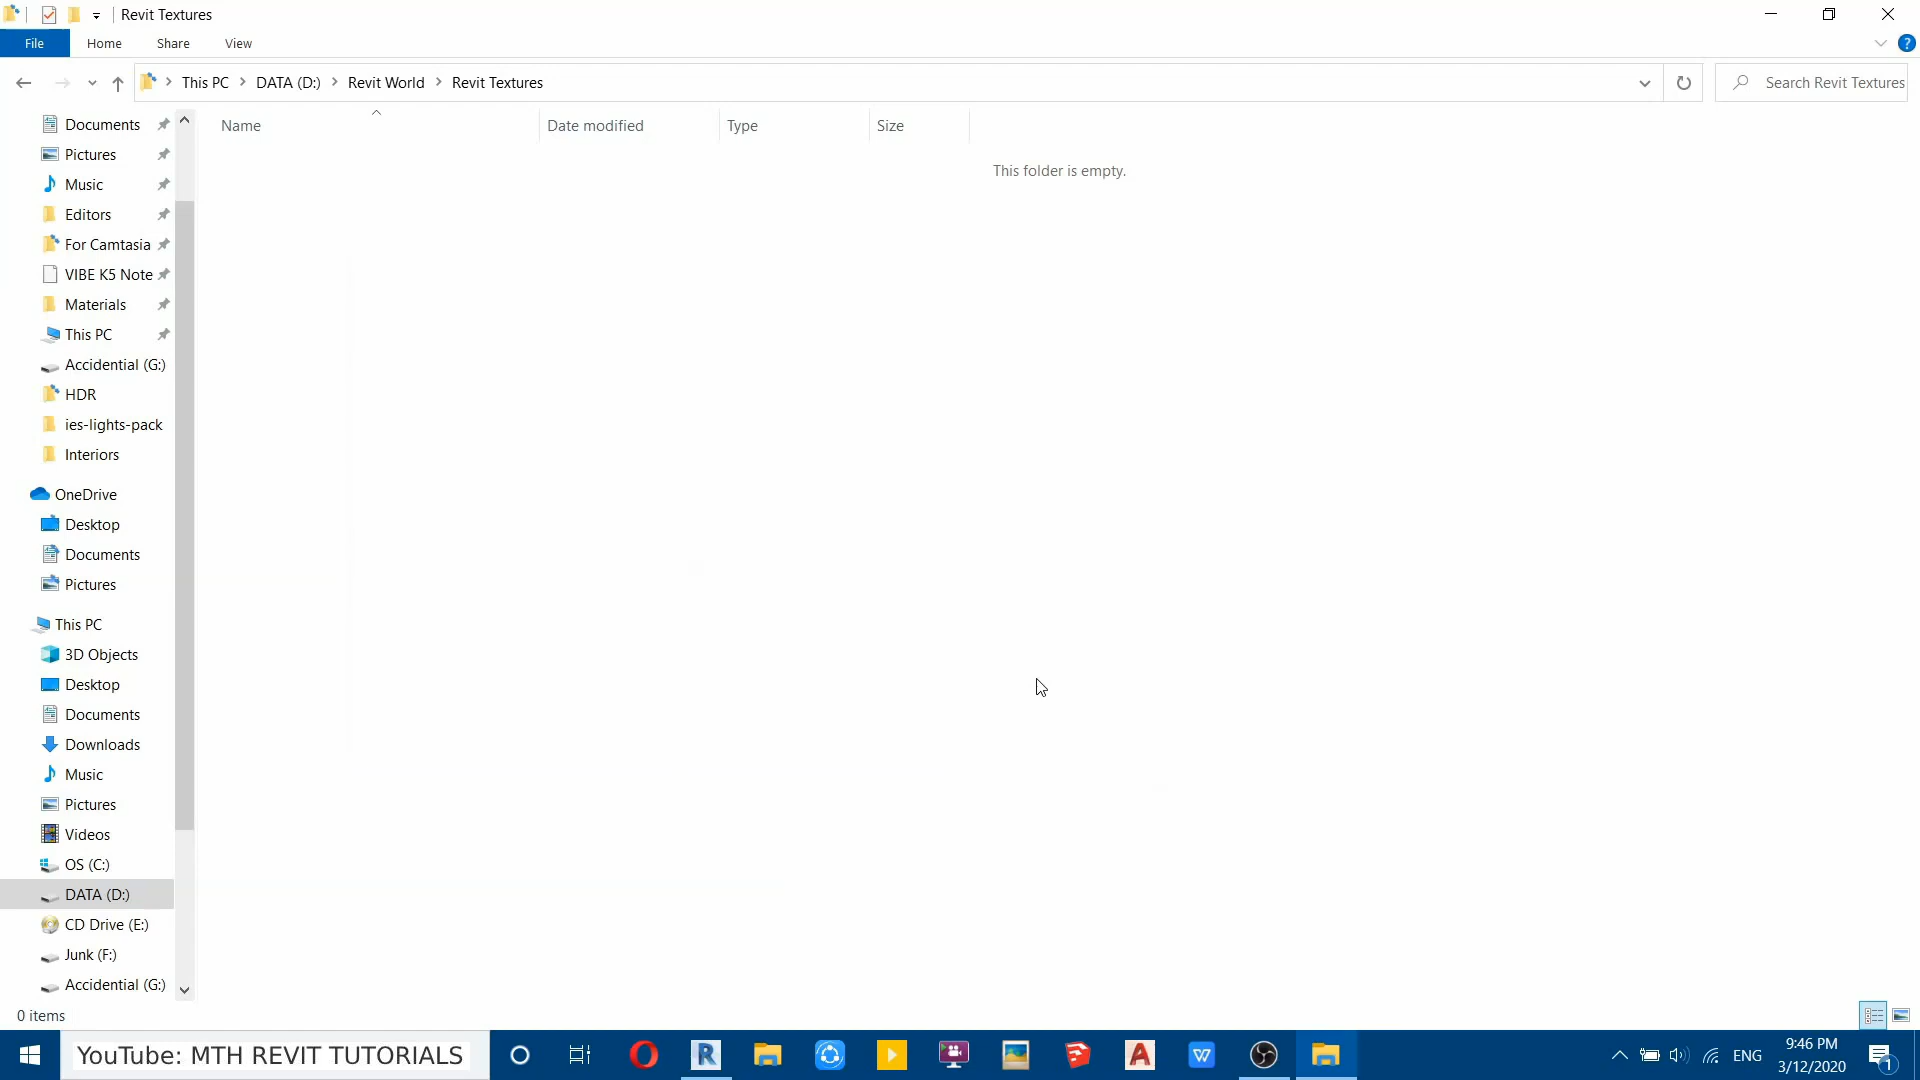 Revit Textures
File Home Share View
This PC DATA (D:) Revit World Revit Textures
Search Revit Textures
Name Date modified Type Size
This folder is empty.
Documents
Pictures
Music
Editors
For Camtasia
VIBE K5 Note
Materials
This PC
Accidential (G:)
HDR
ies-lights-pack
Interiors
OneDrive
Desktop
Documents
Pictures
This PC
3D Objects
Desktop
Documents
Downloads
Music
Pictures
Videos
OS (C:)
DATA (D:)
CD Drive (E:)
Junk (F:)
Accidential (G:)
0 items
YouTube: MTH REVIT TUTORIALS
ENG
9:46 PM
3/12/2020
1